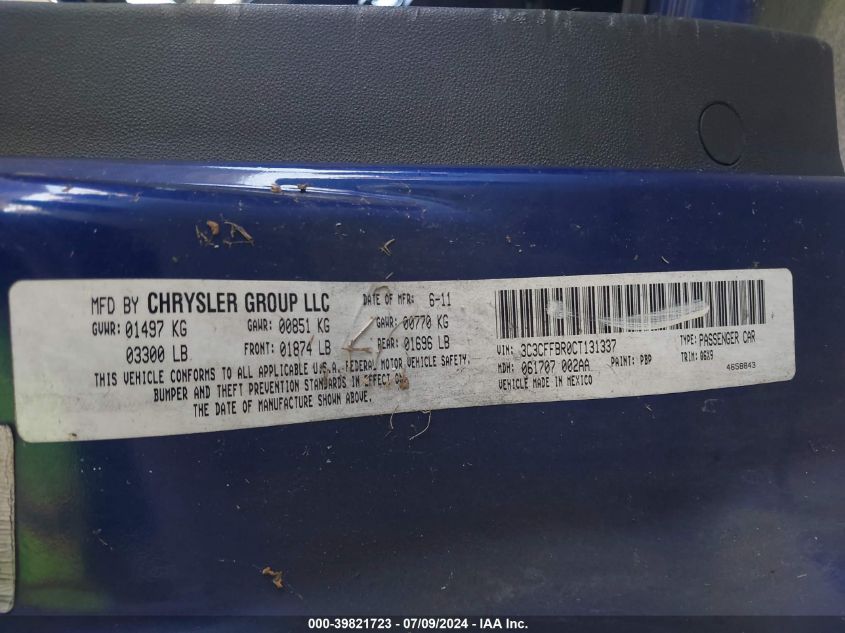 MFD BY CHRYSLER GROUP LLC DATE OF MFR: 6-11
GVWR: 01497 KG GAWR: 00851 KG GAWR: 00770 KG
03300 LB FRONT: 01874 LB REAR: 01696 LB
THIS VEHICLE CONFORMS TO ALL APPLICABLE U.S.A. FEDERAL MOTOR VEHICLE SAFETY,
BUMPER AND THEFT PREVENTION STANDARDS IN EFFECT ON
THE DATE OF MANUFACTURE SHOWN ABOVE.
VIN: 3C3CFFBR0CT131337 TYPE: PASSENGER CAR
MDH: 061707 002AA PAINT: PBP TRIM: 06X9
VEHICLE MADE IN MEXICO 4658843
000-39821723 - 07/09/2024 - IAA Inc.